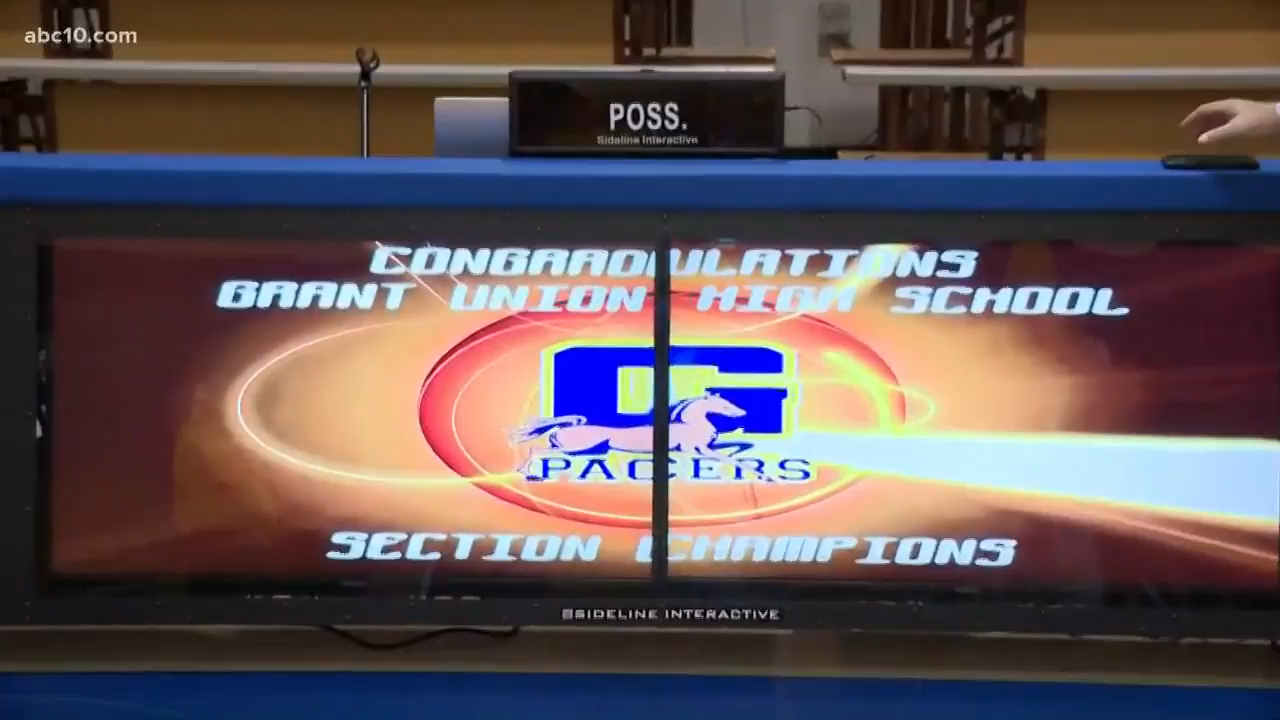 abc10.com
POSS.
Sideline Interactive
CONGRADULATIONS
GRANT UNION HIGH SCHOOL
G
PACERS
SECTION CHAMPIONS
SIDELINE INTERACTIVE